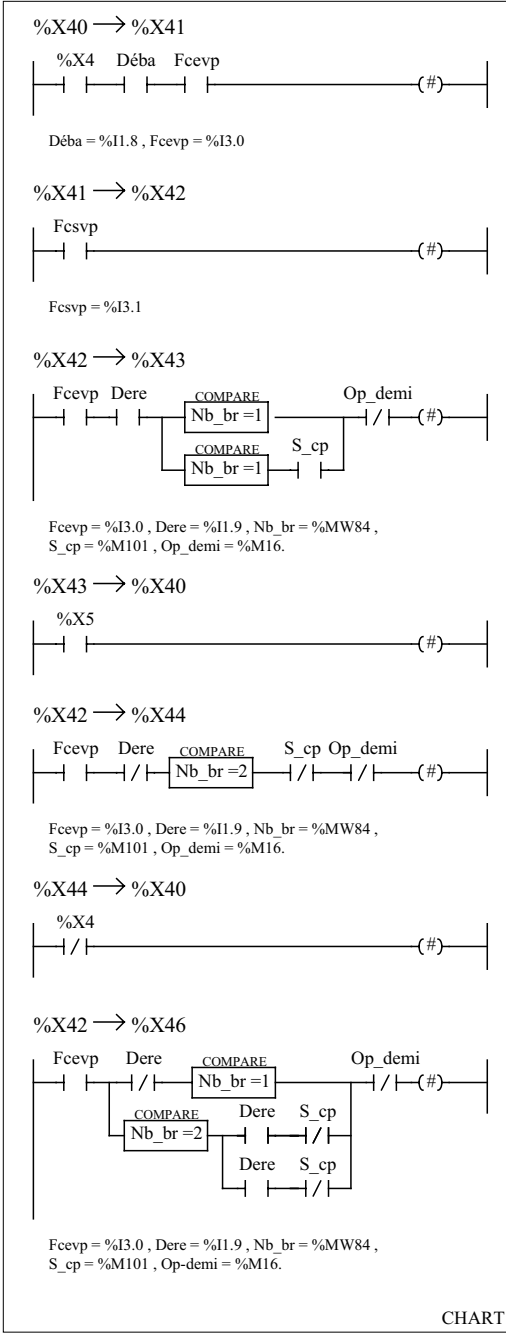 %X40 → %X41
%X4 Déba Fcevp
(#)
Déba = %I1.8 , Fcevp = %I3.0
%X41 → %X42
Fcsvp
(#)
Fcsvp = %I3.1
%X42 → %X43
Fcevp Dere COMPARE Op_demi
Nb_br =1 (#)
COMPARE S_cp
Nb_br =1
Fcevp = %I3.0 , Dere = %I1.9 , Nb_br = %MW84 ,
S_cp = %M101 , Op_demi = %M16.
%X43 → %X40
%X5
(#)
%X42 → %X44
Fcevp Dere COMPARE S_cp Op_demi
Nb_br =2 (#)
Fcevp = %I3.0 , Dere = %I1.9 , Nb_br = %MW84 ,
S_cp = %M101 , Op_demi = %M16.
%X44 → %X40
%X4
(#)
%X42 → %X46
Fcevp Dere COMPARE Op_demi
Nb_br =1 (#)
COMPARE Dere S_cp
Nb_br =2
Dere S_cp
Fcevp = %I3.0 , Dere = %I1.9 , Nb_br = %MW84 ,
S_cp = %M101 , Op-demi = %M16.
CHART